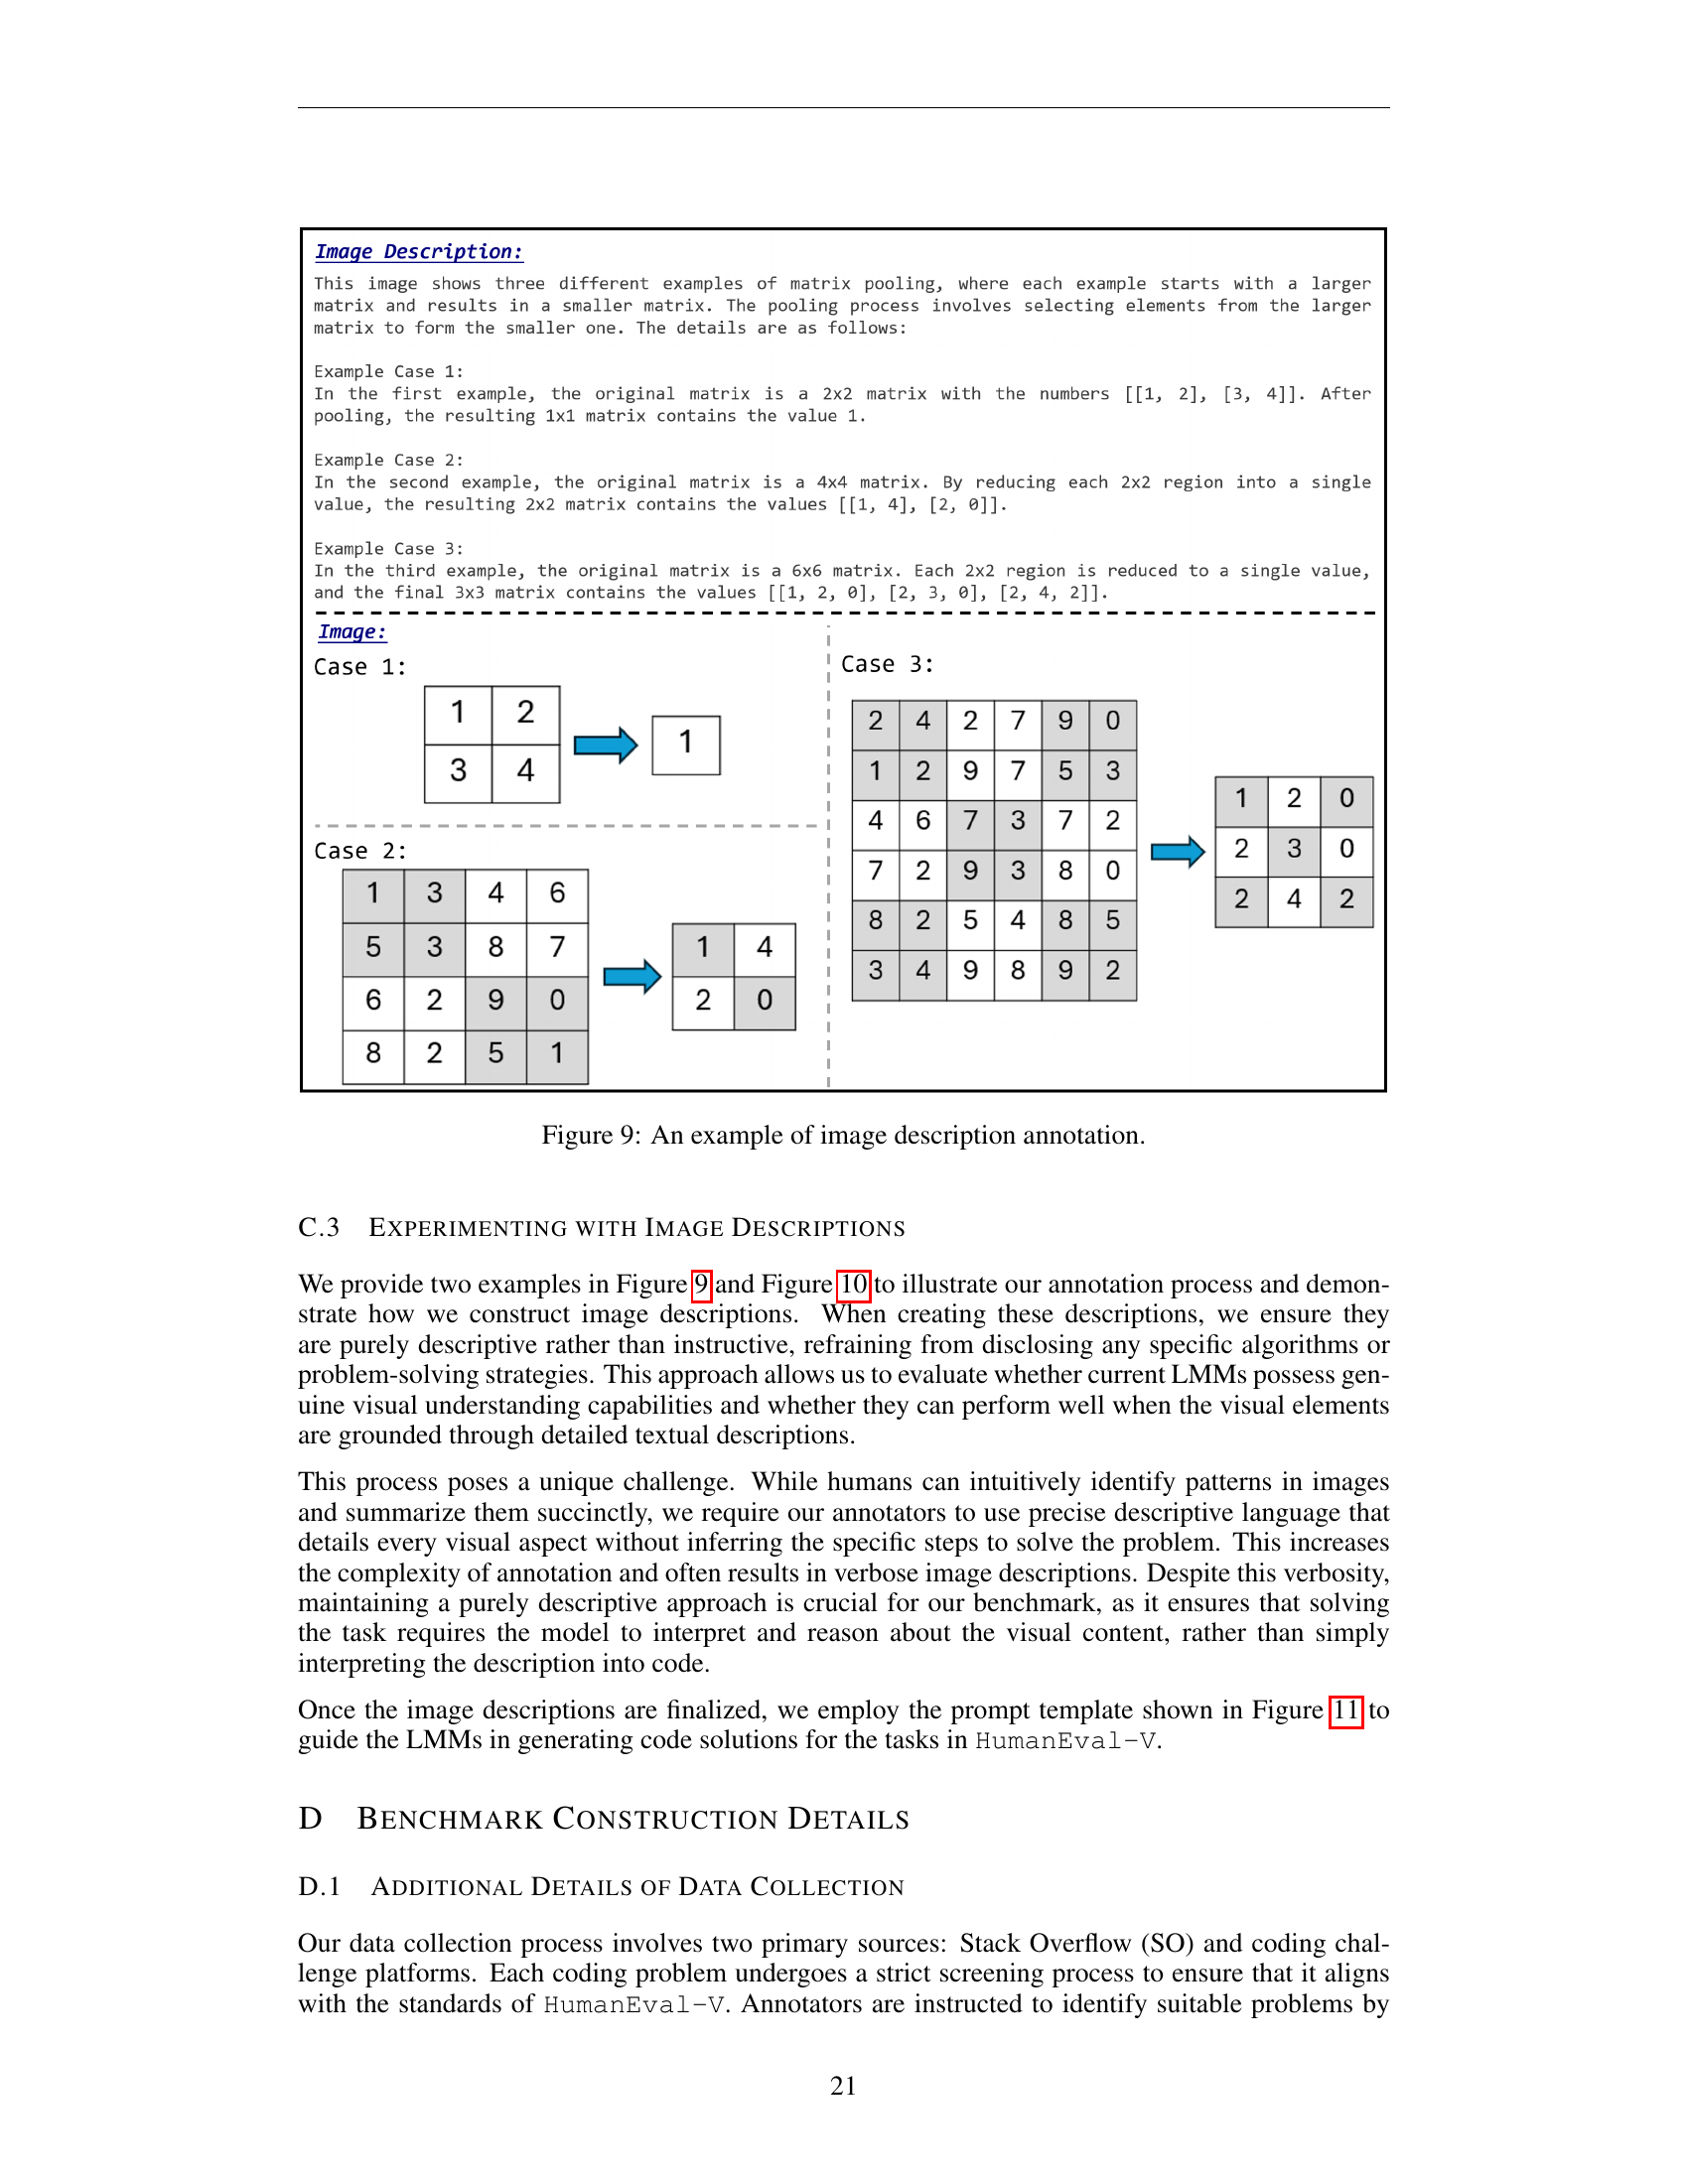 Image Description:
This image shows three different examples of matrix pooling, where each example starts with a larger
matrix and results in a smaller matrix. The pooling process involves selecting elements from the larger
matrix to form the smaller one. The details are as follows:
Example Case 1:
In the first example, the original matrix is a 2x2 matrix with the numbers [[1, 2], [3, 4]]. After
pooling, the resulting 1x1 matrix contains the value 1.
Example Case 2:
In the second example, the original matrix is a 4x4 matrix. By reducing each 2x2 region into a single
value, the resulting 2x2 matrix contains the values [[1, 4], [2, 0]].
Example Case 3:
In the third example, the original matrix is a 6x6 matrix. Each 2x2 region is reduced to a single value,
and the final 3x3 matrix contains the values [[1, 2, 0], [2, 3, 0], [2, 4, 2]].
Image:
Case 1:
1 2
3 4
1
Case 2:
1 3 4 6
5 3 8 7
6 2 9 0
8 2 5 1
1 4
2 0
Case 3:
2 4 2 7 9 0
1 2 9 7 5 3
4 6 7 3 7 2
7 2 9 3 8 0
8 2 5 4 8 5
3 4 9 8 9 2
1 2 0
2 3 0
2 4 2
Figure 9: An example of image description annotation.
C.3 EXPERIMENTING WITH IMAGE DESCRIPTIONS
We provide two examples in Figure 9 and Figure 10 to illustrate our annotation process and demon-
strate how we construct image descriptions. When creating these descriptions, we ensure they
are purely descriptive rather than instructive, refraining from disclosing any specific algorithms or
problem-solving strategies. This approach allows us to evaluate whether current LMMs possess gen-
uine visual understanding capabilities and whether they can perform well when the visual elements
are grounded through detailed textual descriptions.
This process poses a unique challenge. While humans can intuitively identify patterns in images
and summarize them succinctly, we require our annotators to use precise descriptive language that
details every visual aspect without inferring the specific steps to solve the problem. This increases
the complexity of annotation and often results in verbose image descriptions. Despite this verbosity,
maintaining a purely descriptive approach is crucial for our benchmark, as it ensures that solving
the task requires the model to interpret and reason about the visual content, rather than simply
interpreting the description into code.
Once the image descriptions are finalized, we employ the prompt template shown in Figure 11 to
guide the LMMs in generating code solutions for the tasks in HumanEval-V.
D BENCHMARK CONSTRUCTION DETAILS
D.1 ADDITIONAL DETAILS OF DATA COLLECTION
Our data collection process involves two primary sources: Stack Overflow (SO) and coding chal-
lenge platforms. Each coding problem undergoes a strict screening process to ensure that it aligns
with the standards of HumanEval-V. Annotators are instructed to identify suitable problems by
21